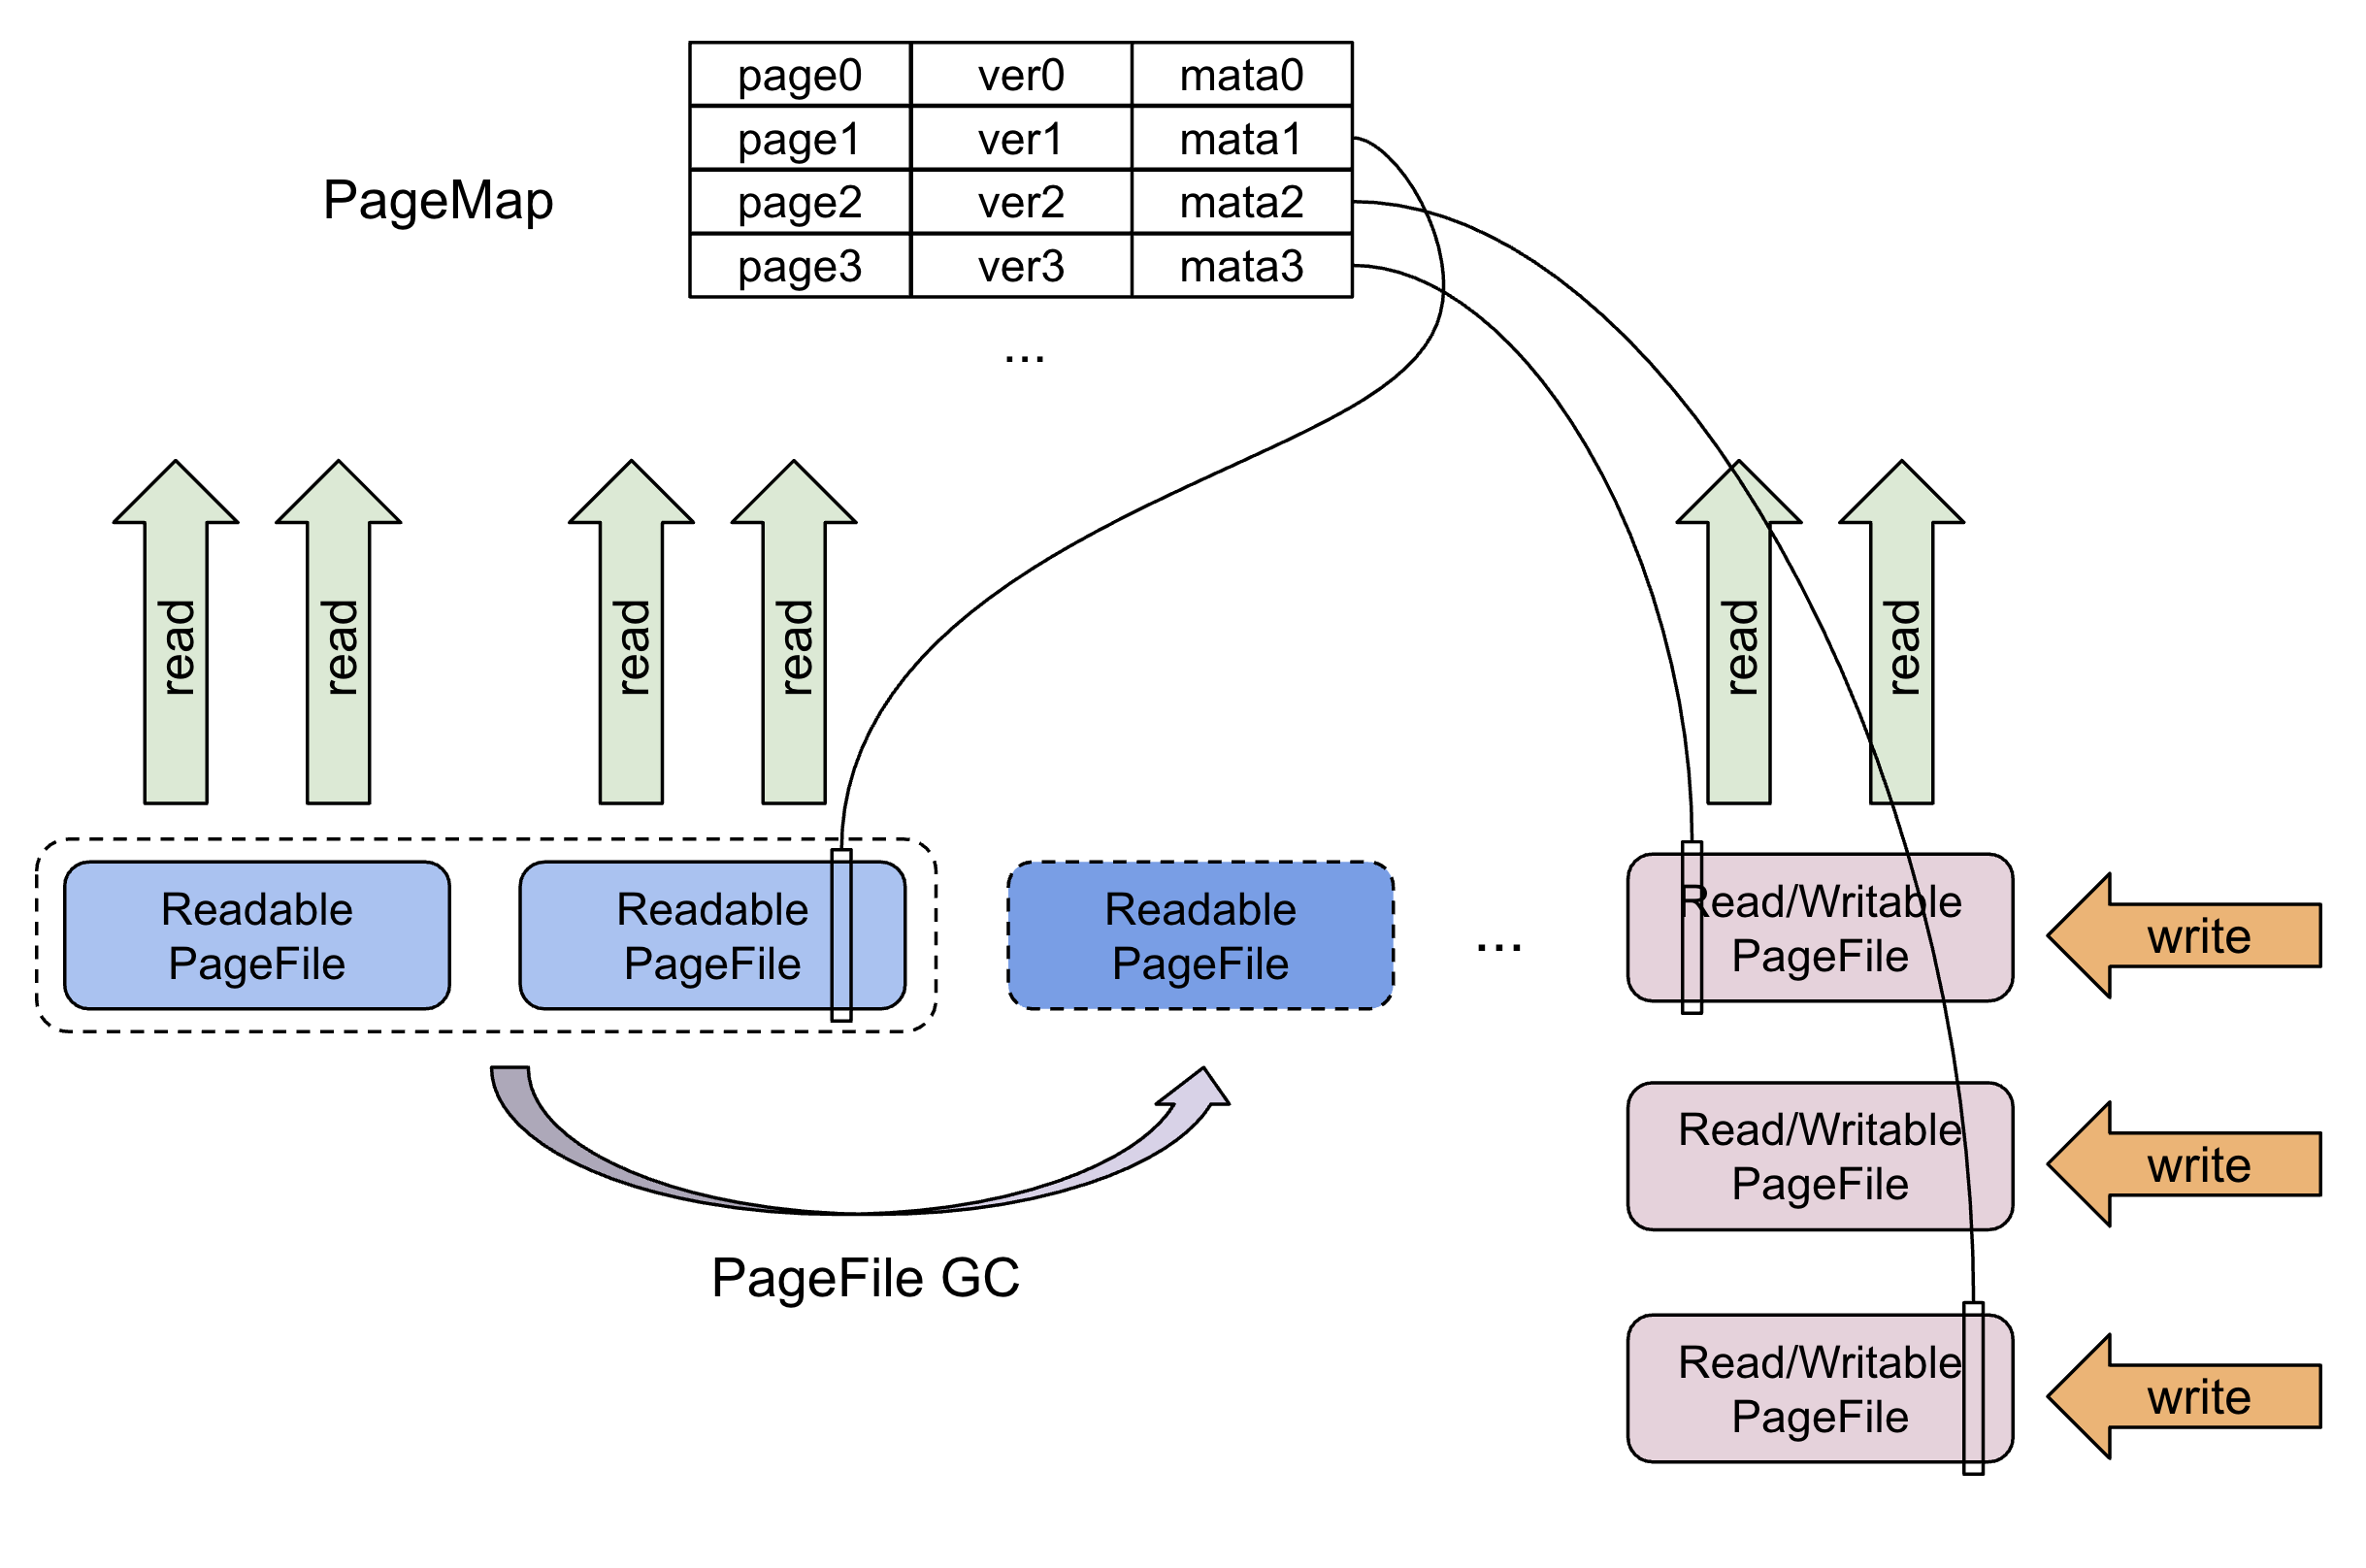 page0 ver0 mata0
page1 ver1 mata1
PageMap
page2 ver2 mata2
page3 ver3 mata3
...
read read read read read read
Readable
PageFile
Readable
PageFile
Readable
PageFile
...
Read/Writable
PageFile
write
Read/Writable
PageFile
write
PageFile GC
Read/Writable
PageFile
write